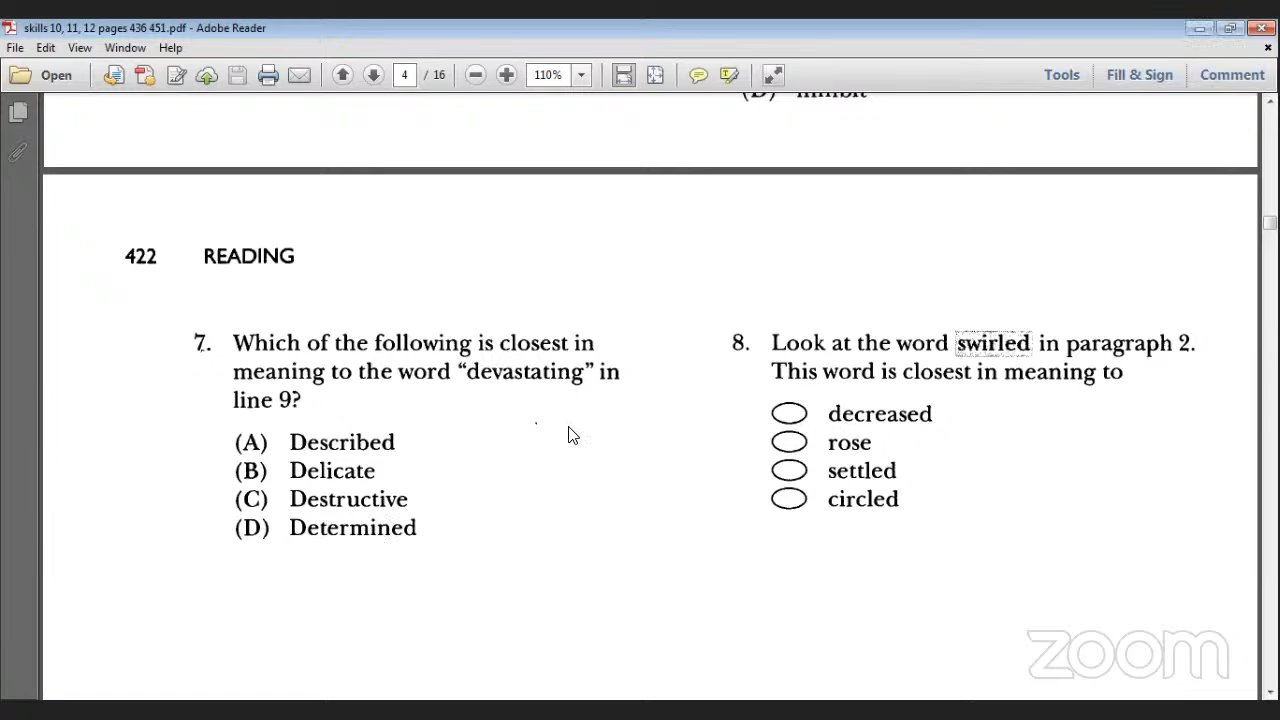 skills 10, 11, 12 pages 436 451.pdf - Adobe Reader
File Edit View Window Help
Open 4 / 16 110% Tools Fill & Sign Comment
(D) inhibit
422 READING
7. Which of the following is closest in
meaning to the word “devastating” in
line 9?
(A) Described
(B) Delicate
(C) Destructive
(D) Determined
8. Look at the word swirled in paragraph 2.
This word is closest in meaning to
decreased
rose
settled
circled
zoom